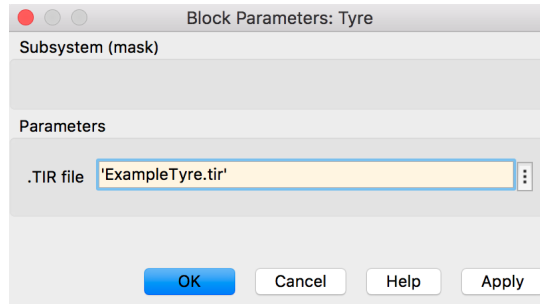 Block Parameters: Tyre
Subsystem (mask)
Parameters
.TIR file 'ExampleTyre.tir'
OK Cancel Help Apply